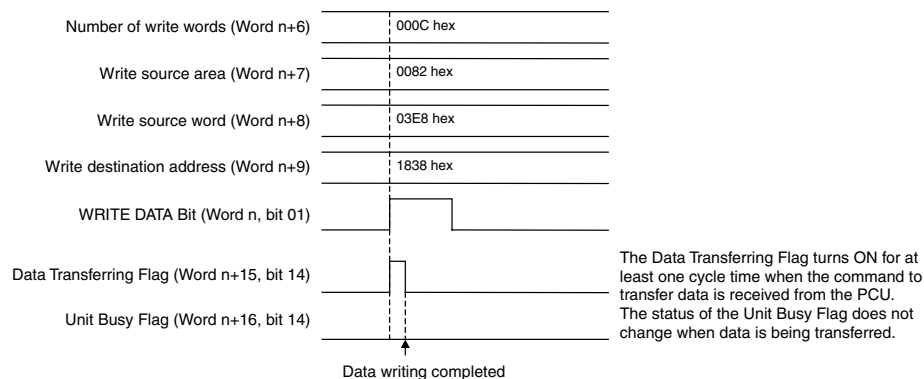 Number of write words (Word n+6)
000C hex
Write source area (Word n+7)
0082 hex
Write source word (Word n+8)
03E8 hex
Write destination address (Word n+9)
1838 hex
WRITE DATA Bit (Word n, bit 01)
Data Transferring Flag (Word n+15, bit 14)
Unit Busy Flag (Word n+16, bit 14)
The Data Transferring Flag turns ON for at
least one cycle time when the command to
transfer data is received from the PCU.
The status of the Unit Busy Flag does not
change when data is being transferred.
Data writing completed